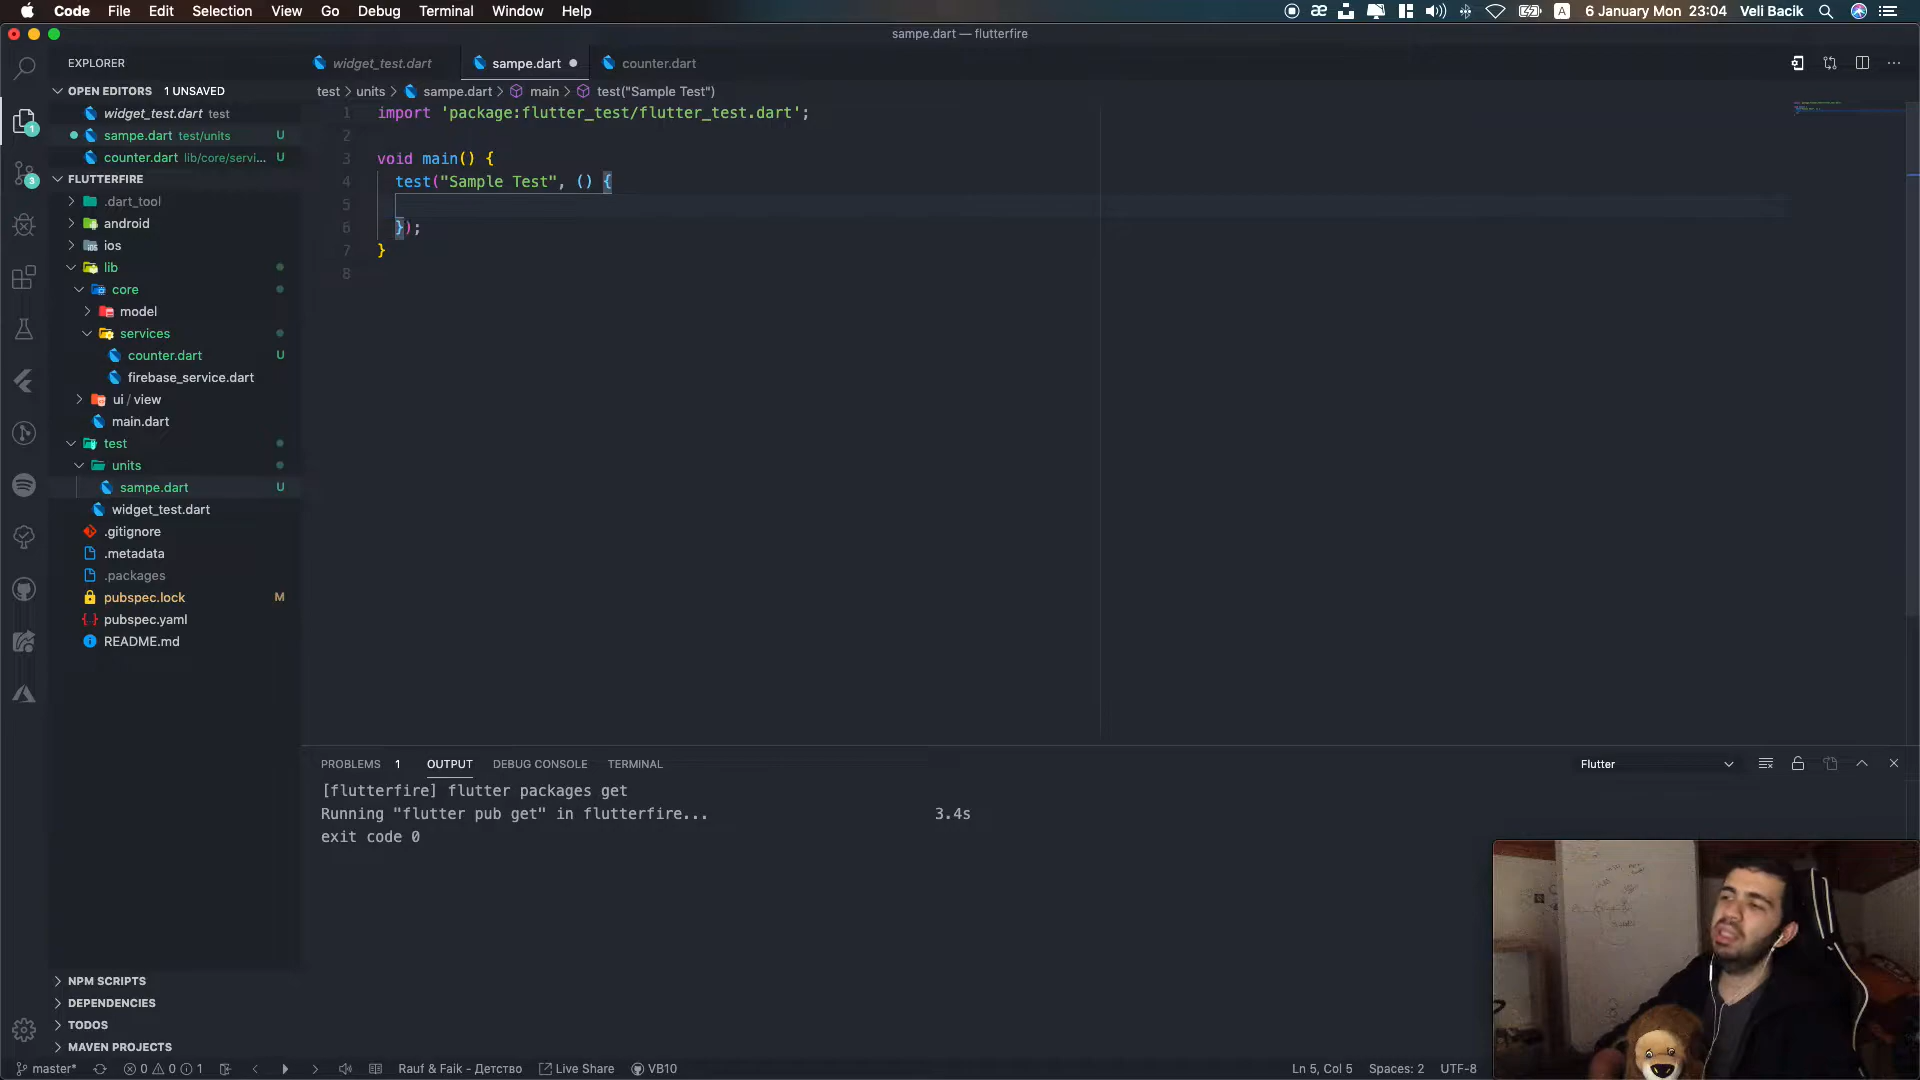 Code File Edit Selection View Go Debug Terminal Window Help
A 6 January Mon 23:04 Veli Bacik
sampe.dart — flutterfire
EXPLORER
widget_test.dart sampe.dart counter.dart
OPEN EDITORS 1 UNSAVED
widget_test.dart test
sampe.dart test/units U
counter.dart lib/core/servi... U
FLUTTERFIRE
.dart_tool
android
ios
lib
core
model
services
counter.dart U
firebase_service.dart
ui / view
main.dart
test
units
sampe.dart U
widget_test.dart
.gitignore
.metadata
.packages
pubspec.lock M
pubspec.yaml
README.md
NPM SCRIPTS
DEPENDENCIES
TODOS
MAVEN PROJECTS
1
3
test > units > sampe.dart > main > test("Sample Test")
1 import 'package:flutter_test/flutter_test.dart';
2
3 void main() {
4 test("Sample Test", () {
5
6 });
7 }
8
PROBLEMS 1 OUTPUT DEBUG CONSOLE TERMINAL
Flutter
[flutterfire] flutter packages get
Running "flutter pub get" in flutterfire... 3.4s
exit code 0
master* 0 0 1 Rauf & Faik - Детство Live Share VB10
Ln 5, Col 5 Spaces: 2 UTF-8